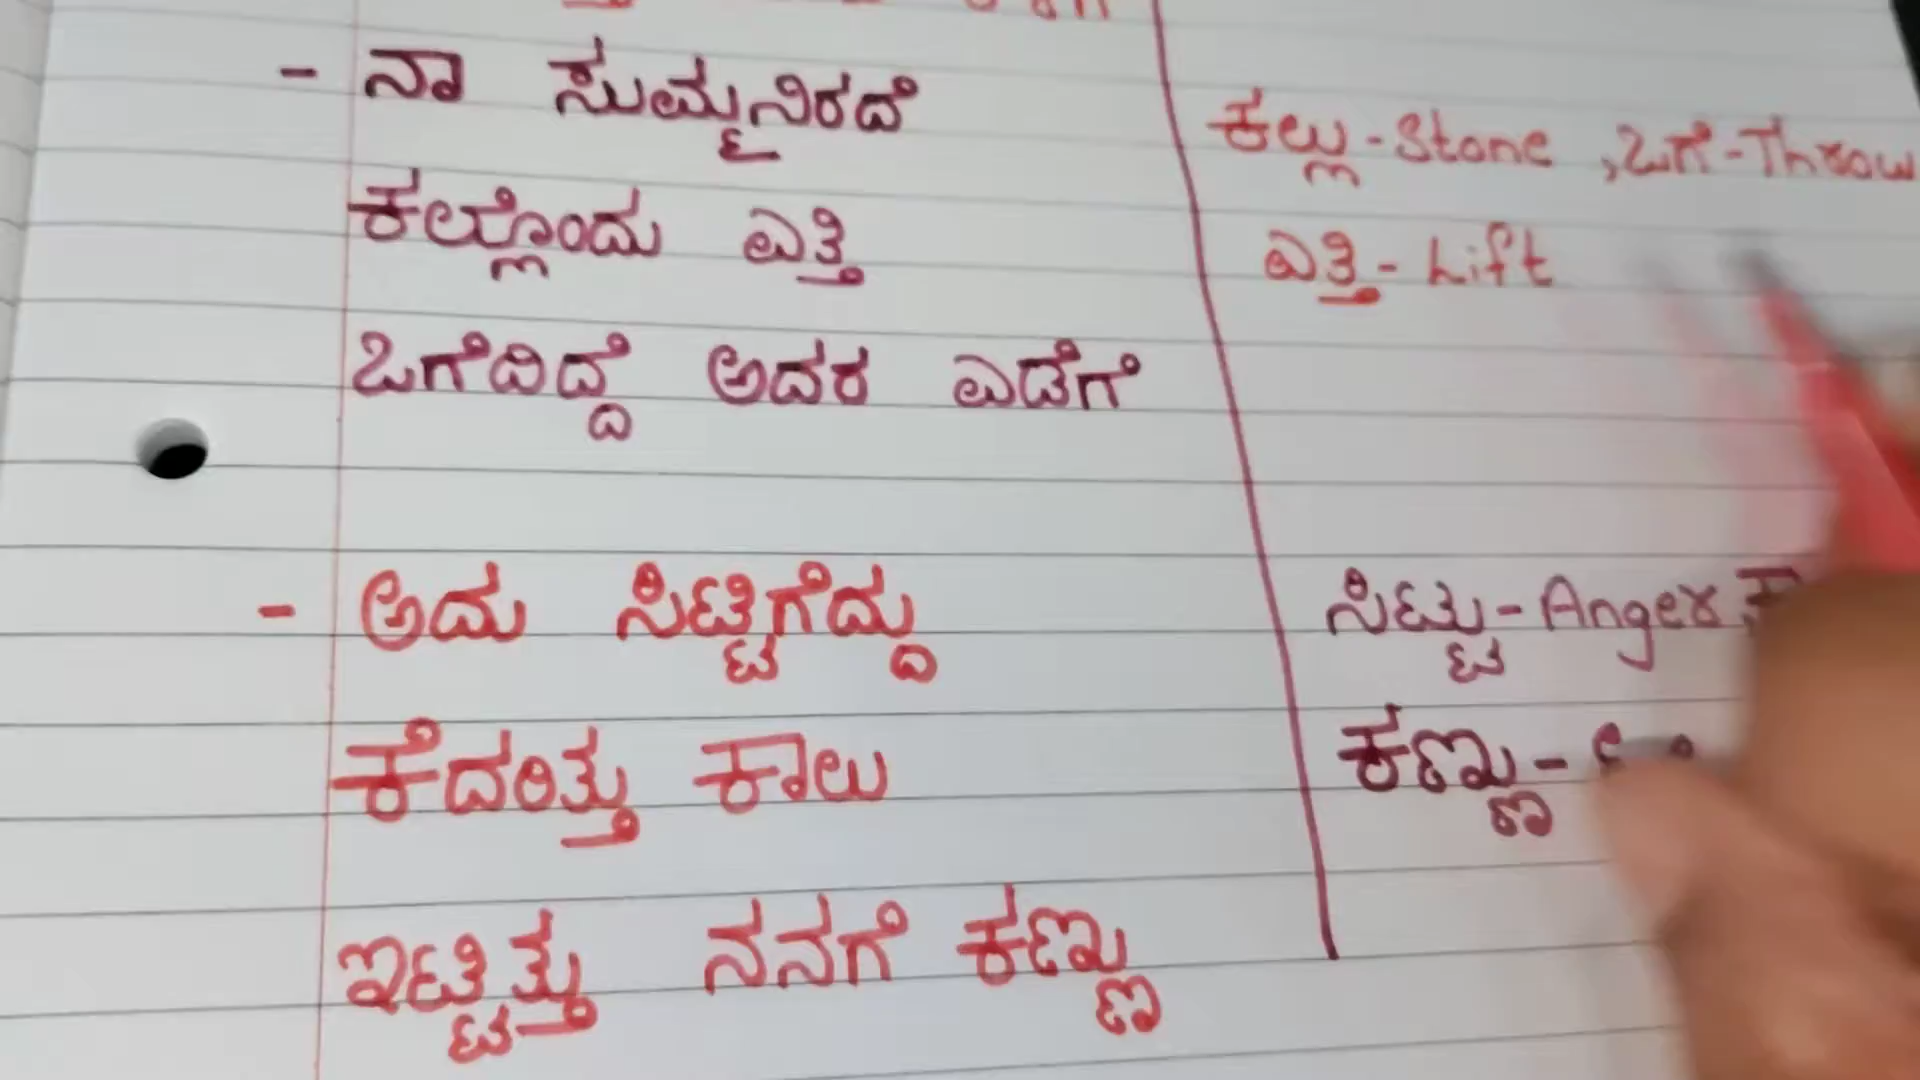 - ನಾ ಸುಮ್ಮನಿರದೆ
ಕಲ್ಲೊಂದು ಎತ್ತಿ
ಒಗೆದಿದ್ದೆ ಅದರ ಎಡೆಗೆ
- ಅದು ಸಿಟ್ಟಿಗೆದ್ದು
ಕೆದರಿತ್ತು ಕಾಲು
ಇಟ್ಟಿತ್ತು ನನಗೆ ಕಣ್ಣು
ಕಲ್ಲು - Stone , ಒಗೆ - Throw
ಎತ್ತಿ - Lift
ಸಿಟ್ಟು - Anger,
ಕಣ್ಣು -